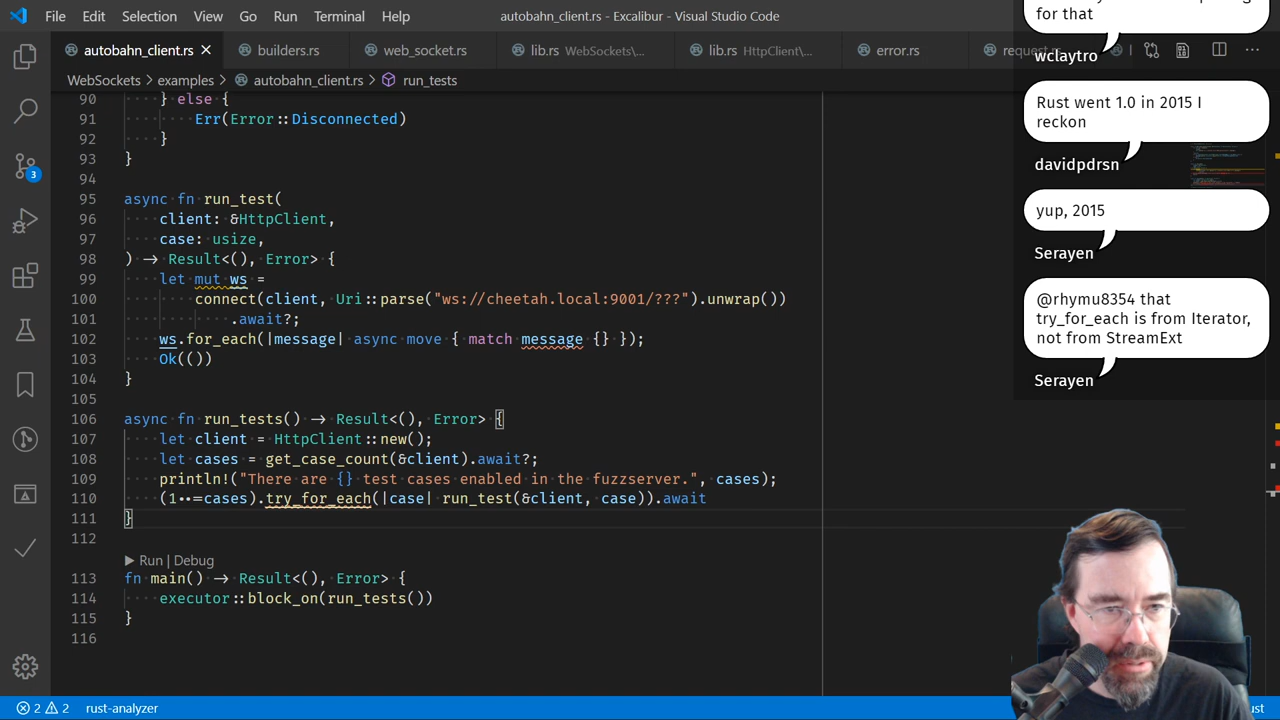 File Edit Selection View Go Run Terminal Help
autobahn_client.rs - Excalibur - Visual Studio Code
autobahn_client.rs
builders.rs
web_socket.rs
lib.rs WebSockets\...
lib.rs HttpClient\...
error.rs
WebSockets > examples > autobahn_client.rs > run_tests
90 } else {
91 Err(Error::Disconnected)
92 }
93 }
94
95 async fn run_test(
96 client: &HttpClient,
97 case: usize,
98 ) → Result<(), Error> {
99 let mut ws =
100 connect(client, Uri::parse("ws://cheetah.local:9001/???").unwrap())
101 .await?;
102 ws.for_each(|message| async move { match message {} });
103 Ok(())
104 }
105
106 async fn run_tests() → Result<(), Error> {
107 let client = HttpClient::new();
108 let cases = get_case_count(&client).await?;
109 println!("There are {} test cases enabled in the fuzzserver.", cases);
110 (1..=cases).try_for_each(|case| run_test(&client, case)).await
111 }
112
Run | Debug
113 fn main() → Result<(), Error> {
114 executor::block_on(run_tests())
115 }
116
for that
wclaytro
Rust went 1.0 in 2015 I
reckon
davidpdrsn
yup, 2015
Serayen
@rhymu8354 that
try_for_each is from Iterator,
not from StreamExt
Serayen
3
2 2 rust-analyzer